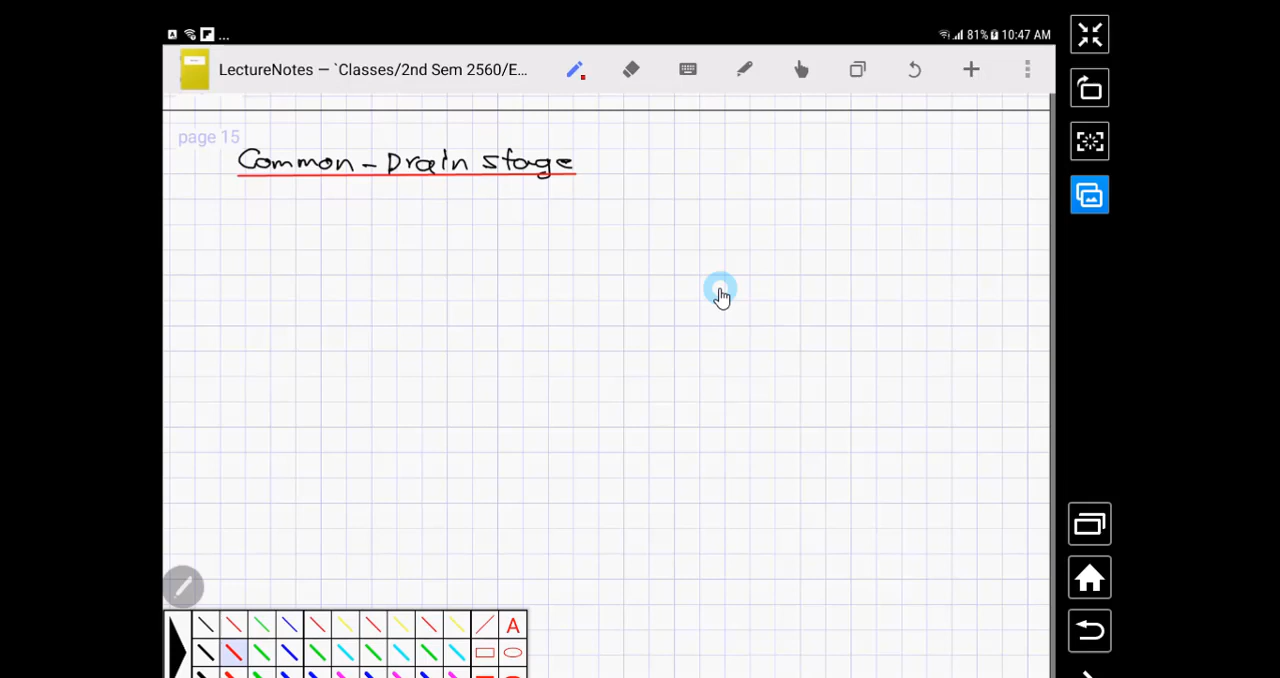 A ... 81% 10:47 AM
LectureNotes — `Classes/2nd Sem 2560/E...
page 15
Common - Drain stage
A